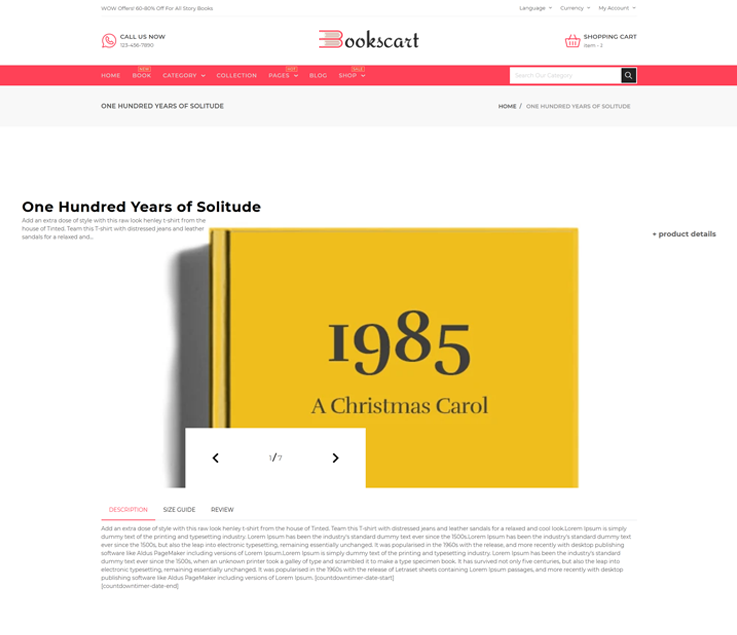 WOW Offers! 60-80% Off For All Story Books
Language Currency My Account
CALL US NOW
123-456-7890
Bookscart
SHOPPING CART
item - 2
NEW HOT SALE
HOME BOOK CATEGORY COLLECTION PAGES BLOG SHOP
Search Our Category
ONE HUNDRED YEARS OF SOLITUDE
HOME / ONE HUNDRED YEARS OF SOLITUDE
One Hundred Years of Solitude
Add an extra dose of style with this raw look henley t-shirt from the
house of Tinted. Team this T-shirt with distressed jeans and leather
sandals for a relaxed and...
+ product details
1985
A Christmas Carol
1/7
DESCRIPTION SIZE GUIDE REVIEW
Add an extra dose of style with this raw look henley t-shirt from the house of Tinted. Team this T-shirt with distressed jeans and leather sandals for a relaxed and cool look.Lorem Ipsum is simply
dummy text of the printing and typesetting industry. Lorem Ipsum has been the industry's standard dummy text ever since the 1500s.Lorem Ipsum has been the industry's standard dummy text
ever since the 1500s, but also the leap into electronic typesetting, remaining essentially unchanged. It was popularised in the 1960s with the release, and more recently with desktop publishing
software like Aldus PageMaker including versions of Lorem Ipsum.Lorem Ipsum is simply dummy text of the printing and typesetting industry. Lorem Ipsum has been the industry's standard
dummy text ever since the 1500s, when an unknown printer took a galley of type and scrambled it to make a type specimen book. It has survived not only five centuries, but also the leap into
electronic typesetting, remaining essentially unchanged. It was popularised in the 1960s with the release of Letraset sheets containing Lorem Ipsum passages, and more recently with desktop
publishing software like Aldus PageMaker including versions of Lorem Ipsum. [countdowntimer-date-start]
[countdowntimer-date-end]